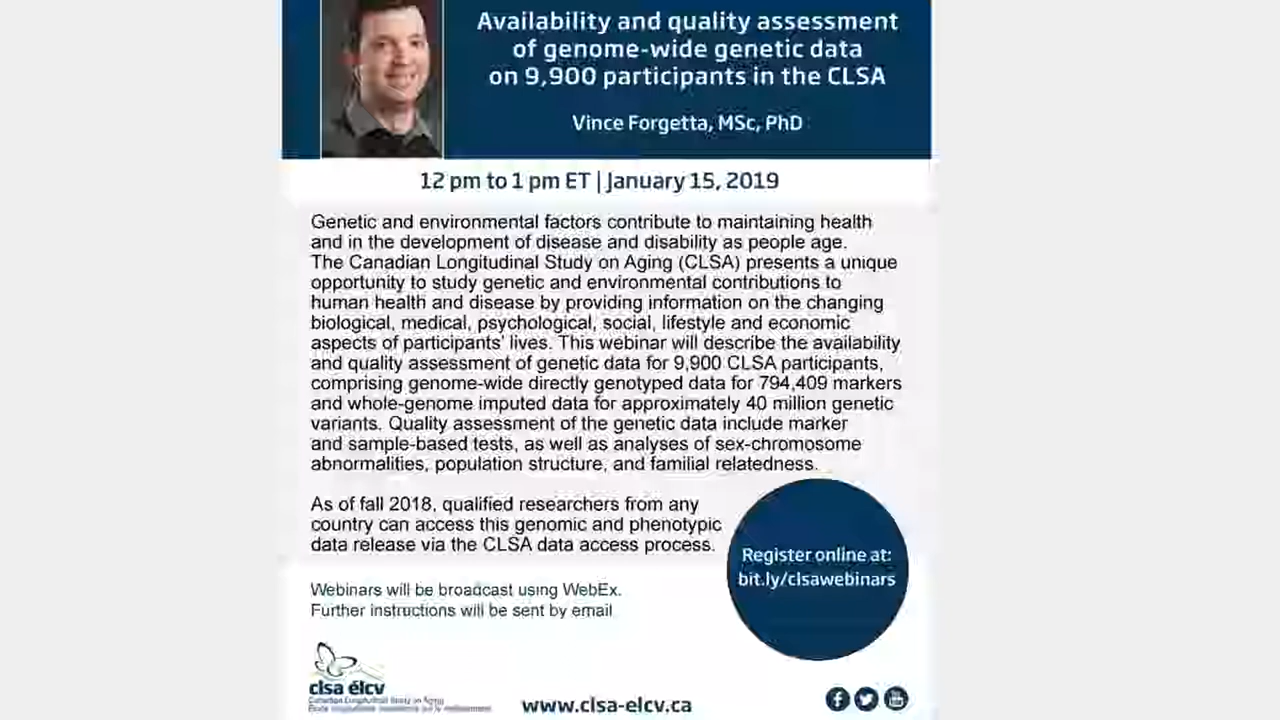 Availability and quality assessment
of genome-wide genetic data
on 9,900 participants in the CLSA
Vince Forgetta, MSc, PhD
12 pm to 1 pm ET | January 15, 2019
Genetic and environmental factors contribute to maintaining health
and in the development of disease and disability as people age.
The Canadian Longitudinal Study on Aging (CLSA) presents a unique
opportunity to study genetic and environmental contributions to
human health and disease by providing information on the changing
biological, medical, psychological, social, lifestyle and economic
aspects of participants' lives. This webinar will describe the availability
and quality assessment of genetic data for 9,900 CLSA participants,
comprising genome-wide directly genotyped data for 794,409 markers
and whole-genome imputed data for approximately 40 million genetic
variants. Quality assessment of the genetic data include marker
and sample-based tests, as well as analyses of sex-chromosome
abnormalities, population structure, and familial relatedness.
As of fall 2018, qualified researchers from any
country can access this genomic and phenotypic
data release via the CLSA data access process.
Register online at:
bit.ly/clsawebinars
Webinars will be broadcast using WebEx.
Further instructions will be sent by email
clsa élcv
Canadian Longitudinal Study on Aging
www.clsa-elcv.ca